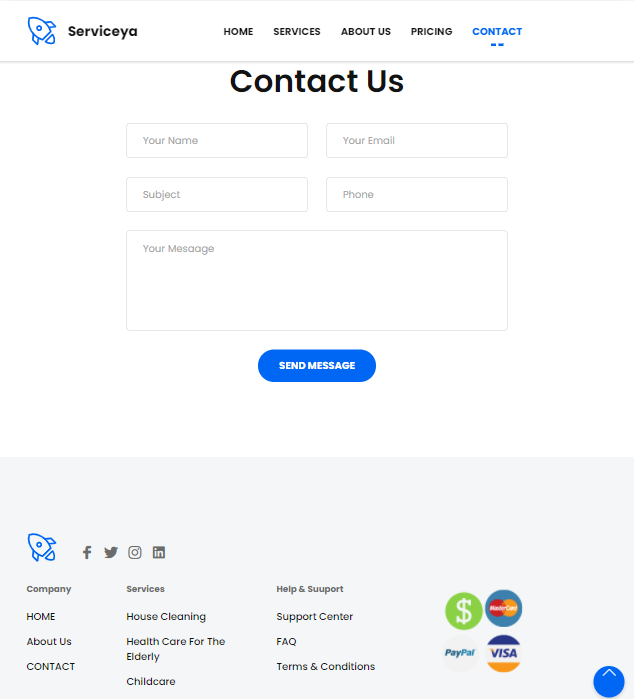 Serviceya HOME SERVICES ABOUT US PRICING CONTACT
Contact Us
Your Name Your Email
Subject Phone
Your Mesaage
SEND MESSAGE
Company
HOME
About Us
CONTACT
Services
House Cleaning
Health Care For The
Elderly
Childcare
Help & Suuport
Support Center
FAQ
Terms & Conditions
$ MasterCard
PayPal VISA